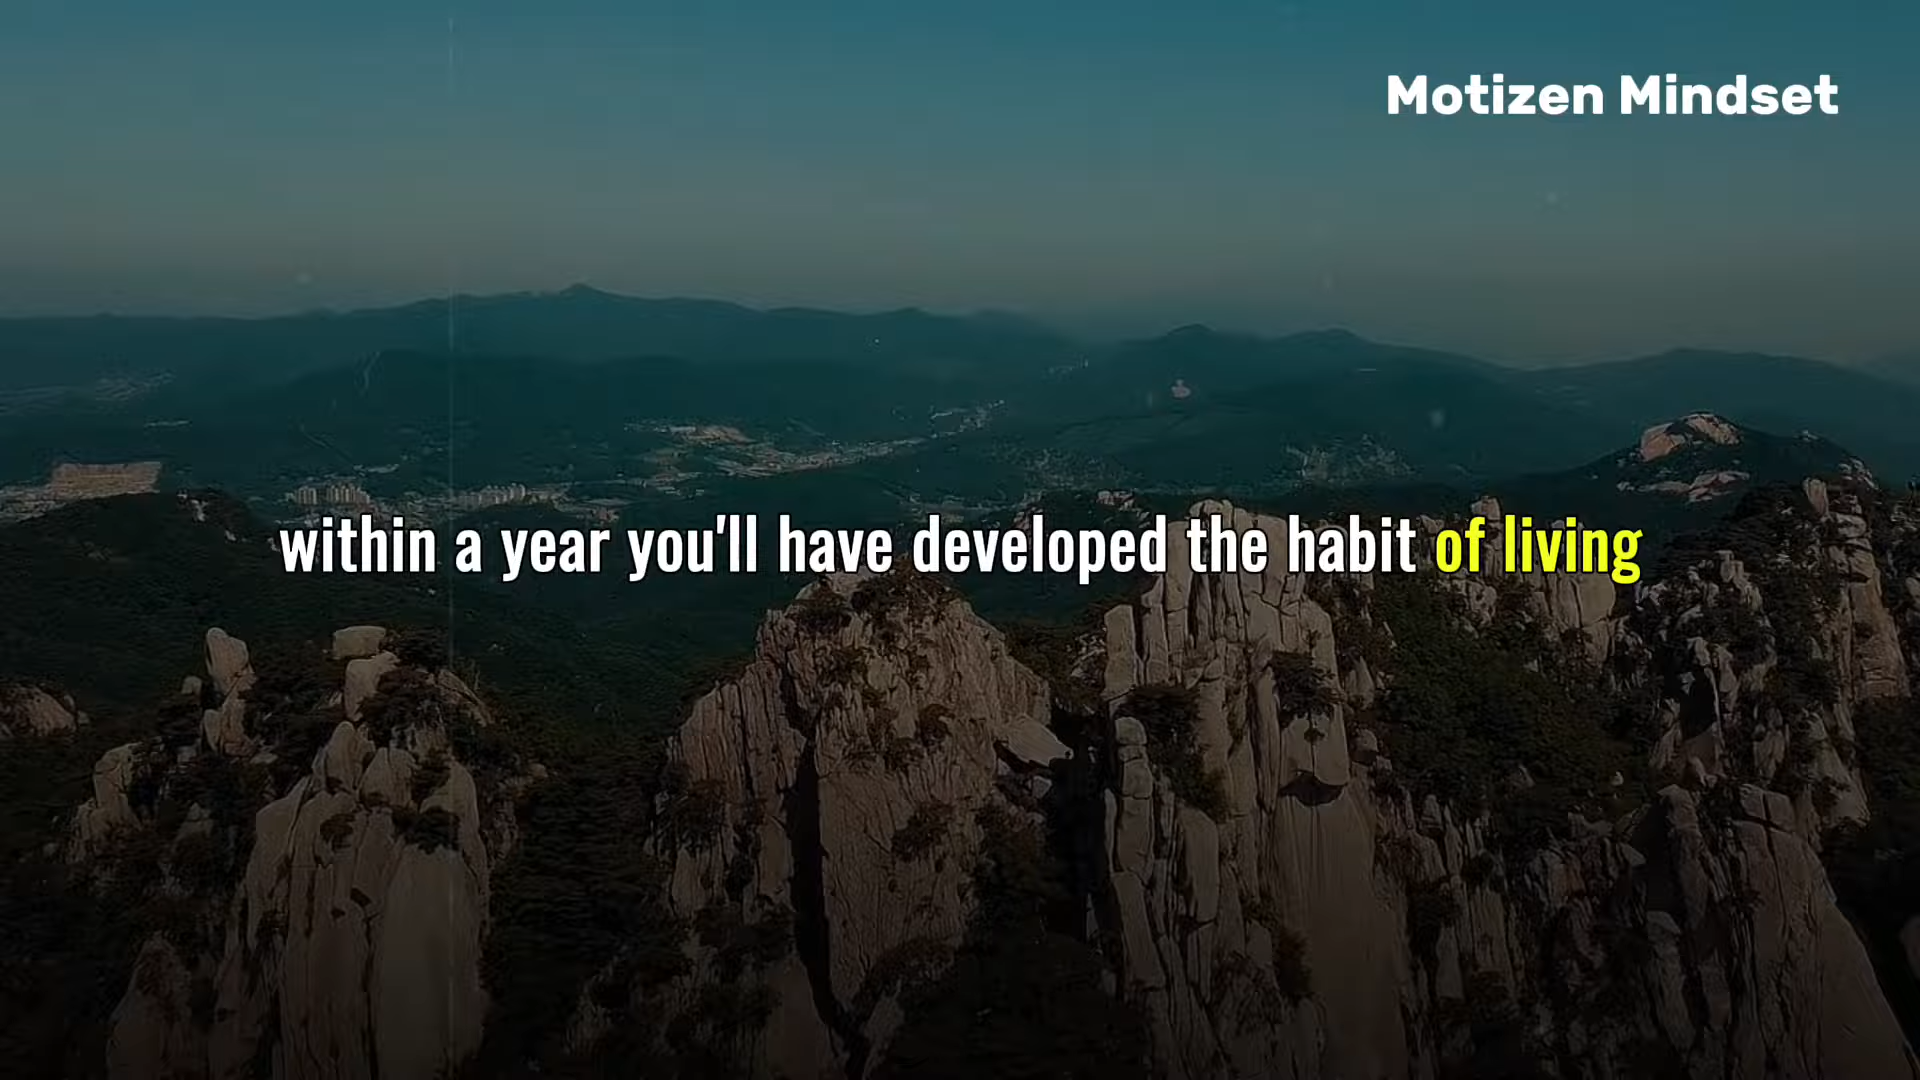 Motizen Mindset
within a year you'll have developed the habit of living